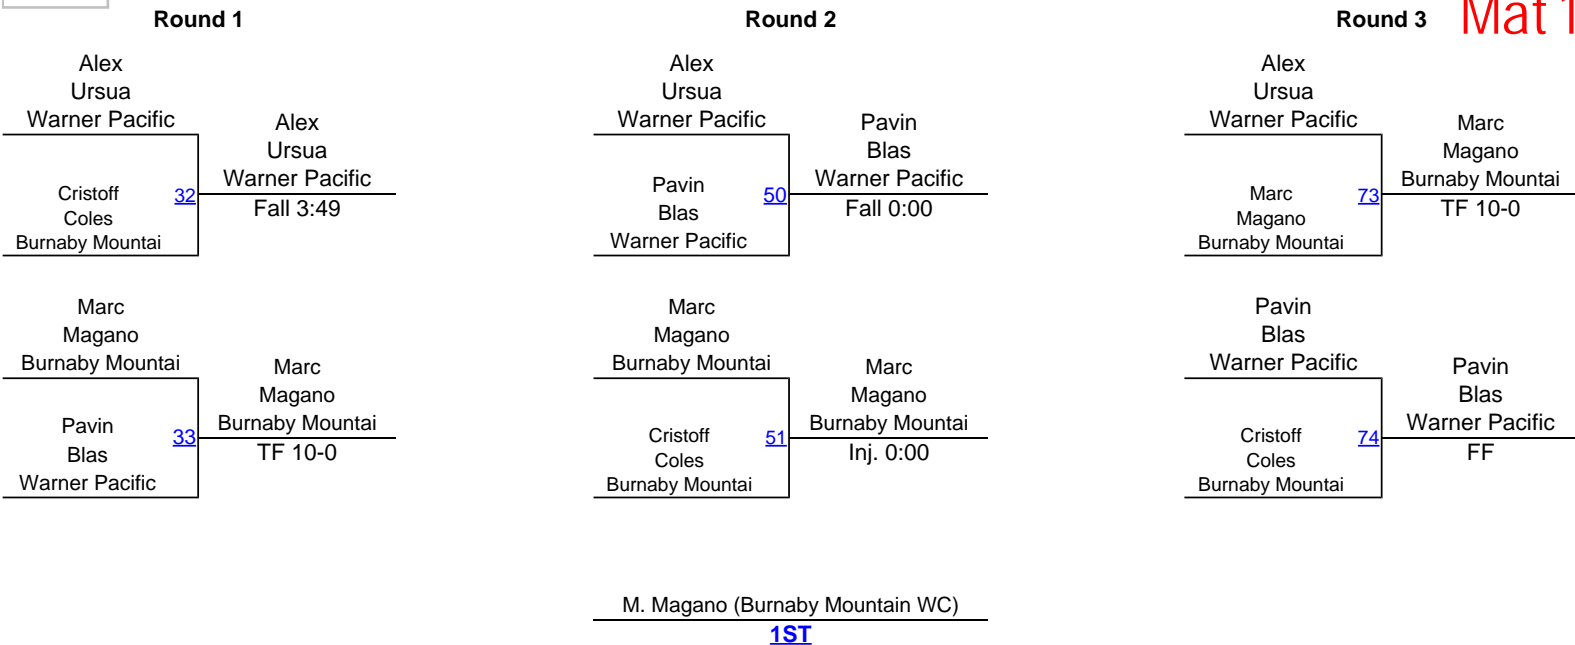 Round 1
Round 2
Round 3
Mat 1
Alex
Ursua
Warner Pacific
Alex
Ursua
Warner Pacific
Cristoff
Coles
Burnaby Mountai
32
Fall 3:49
Marc
Magano
Burnaby Mountai
Marc
Magano
Burnaby Mountai
Pavin
Blas
Warner Pacific
33
TF 10-0
Alex
Ursua
Warner Pacific
Pavin
Blas
Warner Pacific
Pavin
Blas
Warner Pacific
50
Fall 0:00
Marc
Magano
Burnaby Mountai
Marc
Magano
Burnaby Mountai
Cristoff
Coles
Burnaby Mountai
51
Inj. 0:00
Alex
Ursua
Warner Pacific
Marc
Magano
Burnaby Mountai
Marc
Magano
Burnaby Mountai
73
TF 10-0
Pavin
Blas
Warner Pacific
Pavin
Blas
Warner Pacific
Cristoff
Coles
Burnaby Mountai
74
FF
M. Magano (Burnaby Mountain WC)
1ST